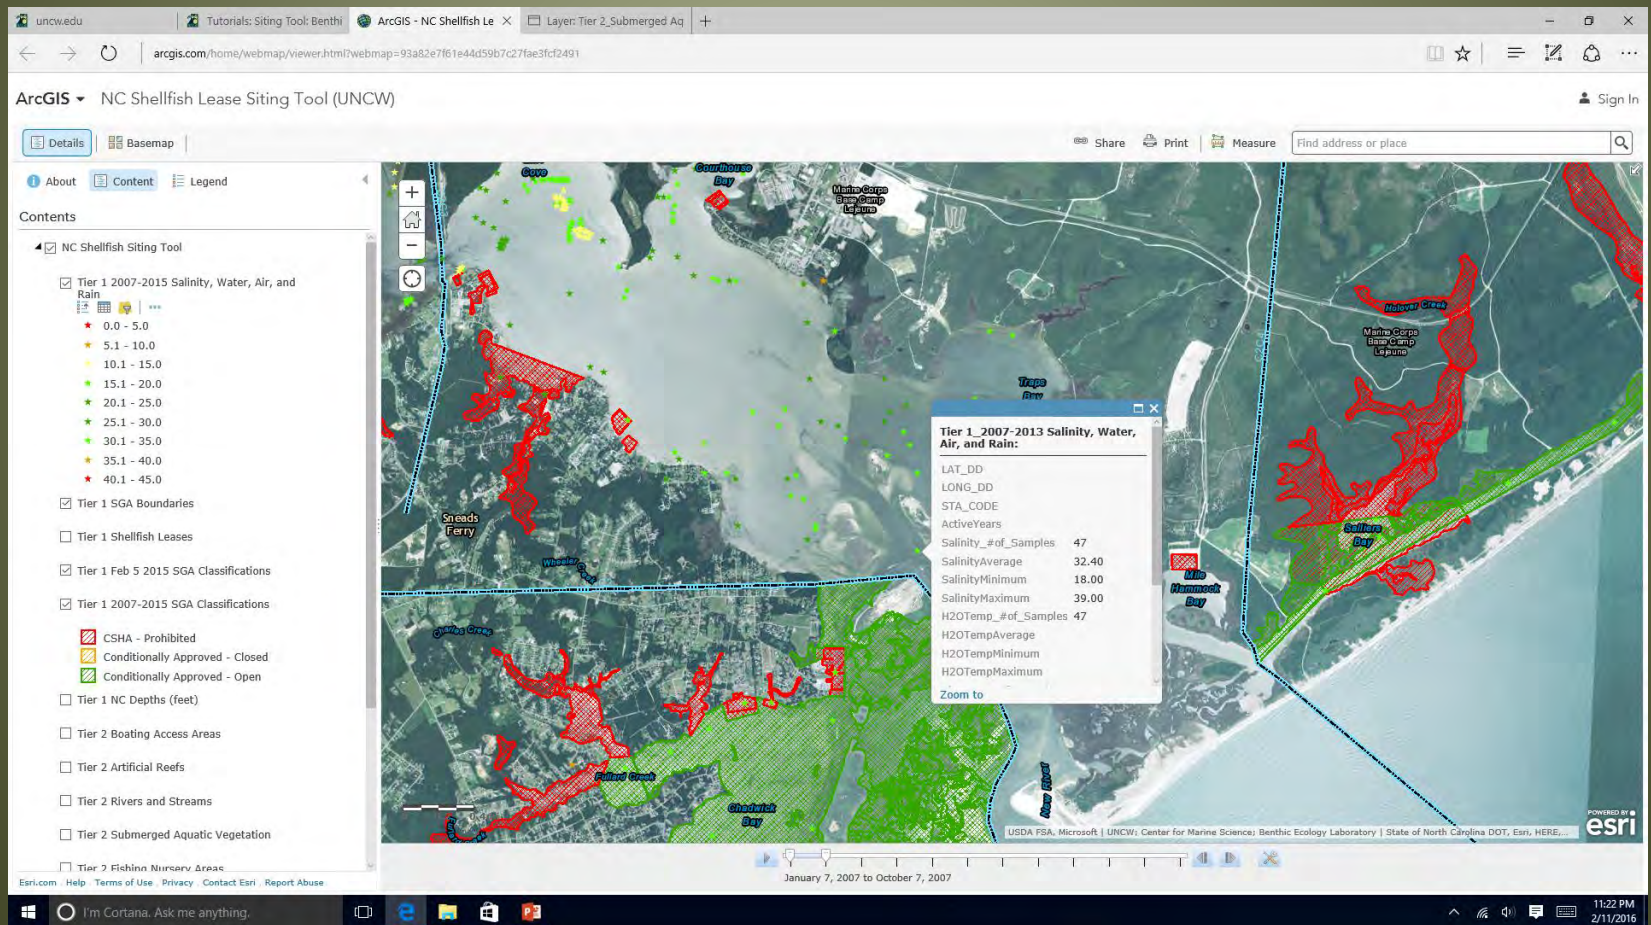 uncw.edu
Tutorials: Siting Tool: Benthi
ArcGIS - NC Shellfish Le
Layer: Tier 2_Submerged Aq
arcgis.com/home/webmap/viewer.html?webmap=93a82e7f61e44d59b7c27fae3fcf2491
ArcGIS
NC Shellfish Lease Siting Tool (UNCW)
Sign In
Details
Basemap
Share
Print
Measure
Find address or place
About
Content
Legend
Contents
NC Shellfish Siting Tool
Tier 1 2007-2015 Salinity, Water, Air, and
Rain
0.0 - 5.0
5.1 - 10.0
10.1 - 15.0
15.1 - 20.0
20.1 - 25.0
25.1 - 30.0
30.1 - 35.0
35.1 - 40.0
40.1 - 45.0
Tier 1 SGA Boundaries
Tier 1 Shellfish Leases
Tier 1 Feb 5 2015 SGA Classifications
Tier 1 2007-2015 SGA Classifications
CSHA - Prohibited
Conditionally Approved - Closed
Conditionally Approved - Open
Tier 1 NC Depths (feet)
Tier 2 Boating Access Areas
Tier 2 Artificial Reefs
Tier 2 Rivers and Streams
Tier 2 Submerged Aquatic Vegetation
Tier 2 Fishing Nursery Areas
Esri.com
Help
Terms of Use
Privacy
Contact Esri
Report Abuse
Cove
Courthouse
Bay
Marine Corps
Base Camp
Lejeune
Holover Creek
Marine Corps
Base Camp
Lejeune
Traps
Bay
Sneads
Ferry
Wheeler
Creek
Charles Creek
Salliers
Bay
Mile
Hammock
Bay
Fullard Creek
Chadwick
Bay
New River
Tier 1_2007-2013 Salinity, Water,
Air, and Rain:
LAT_DD
LONG_DD
STA_CODE
ActiveYears
Salinity_#of_Samples 47
SalinityAverage 32.40
SalinityMinimum 18.00
SalinityMaximum 39.00
H2OTemp_#of_Samples 47
H2OTempAverage
H2OTempMinimum
H2OTempMaximum
Zoom to
POWERED BY
esri
USDA FSA, Microsoft | UNCW; Center for Marine Science; Benthic Ecology Laboratory | State of North Carolina DOT, Esri, HERE,...
January 7, 2007 to October 7, 2007
I'm Cortana. Ask me anything.
11:22 PM
2/11/2016